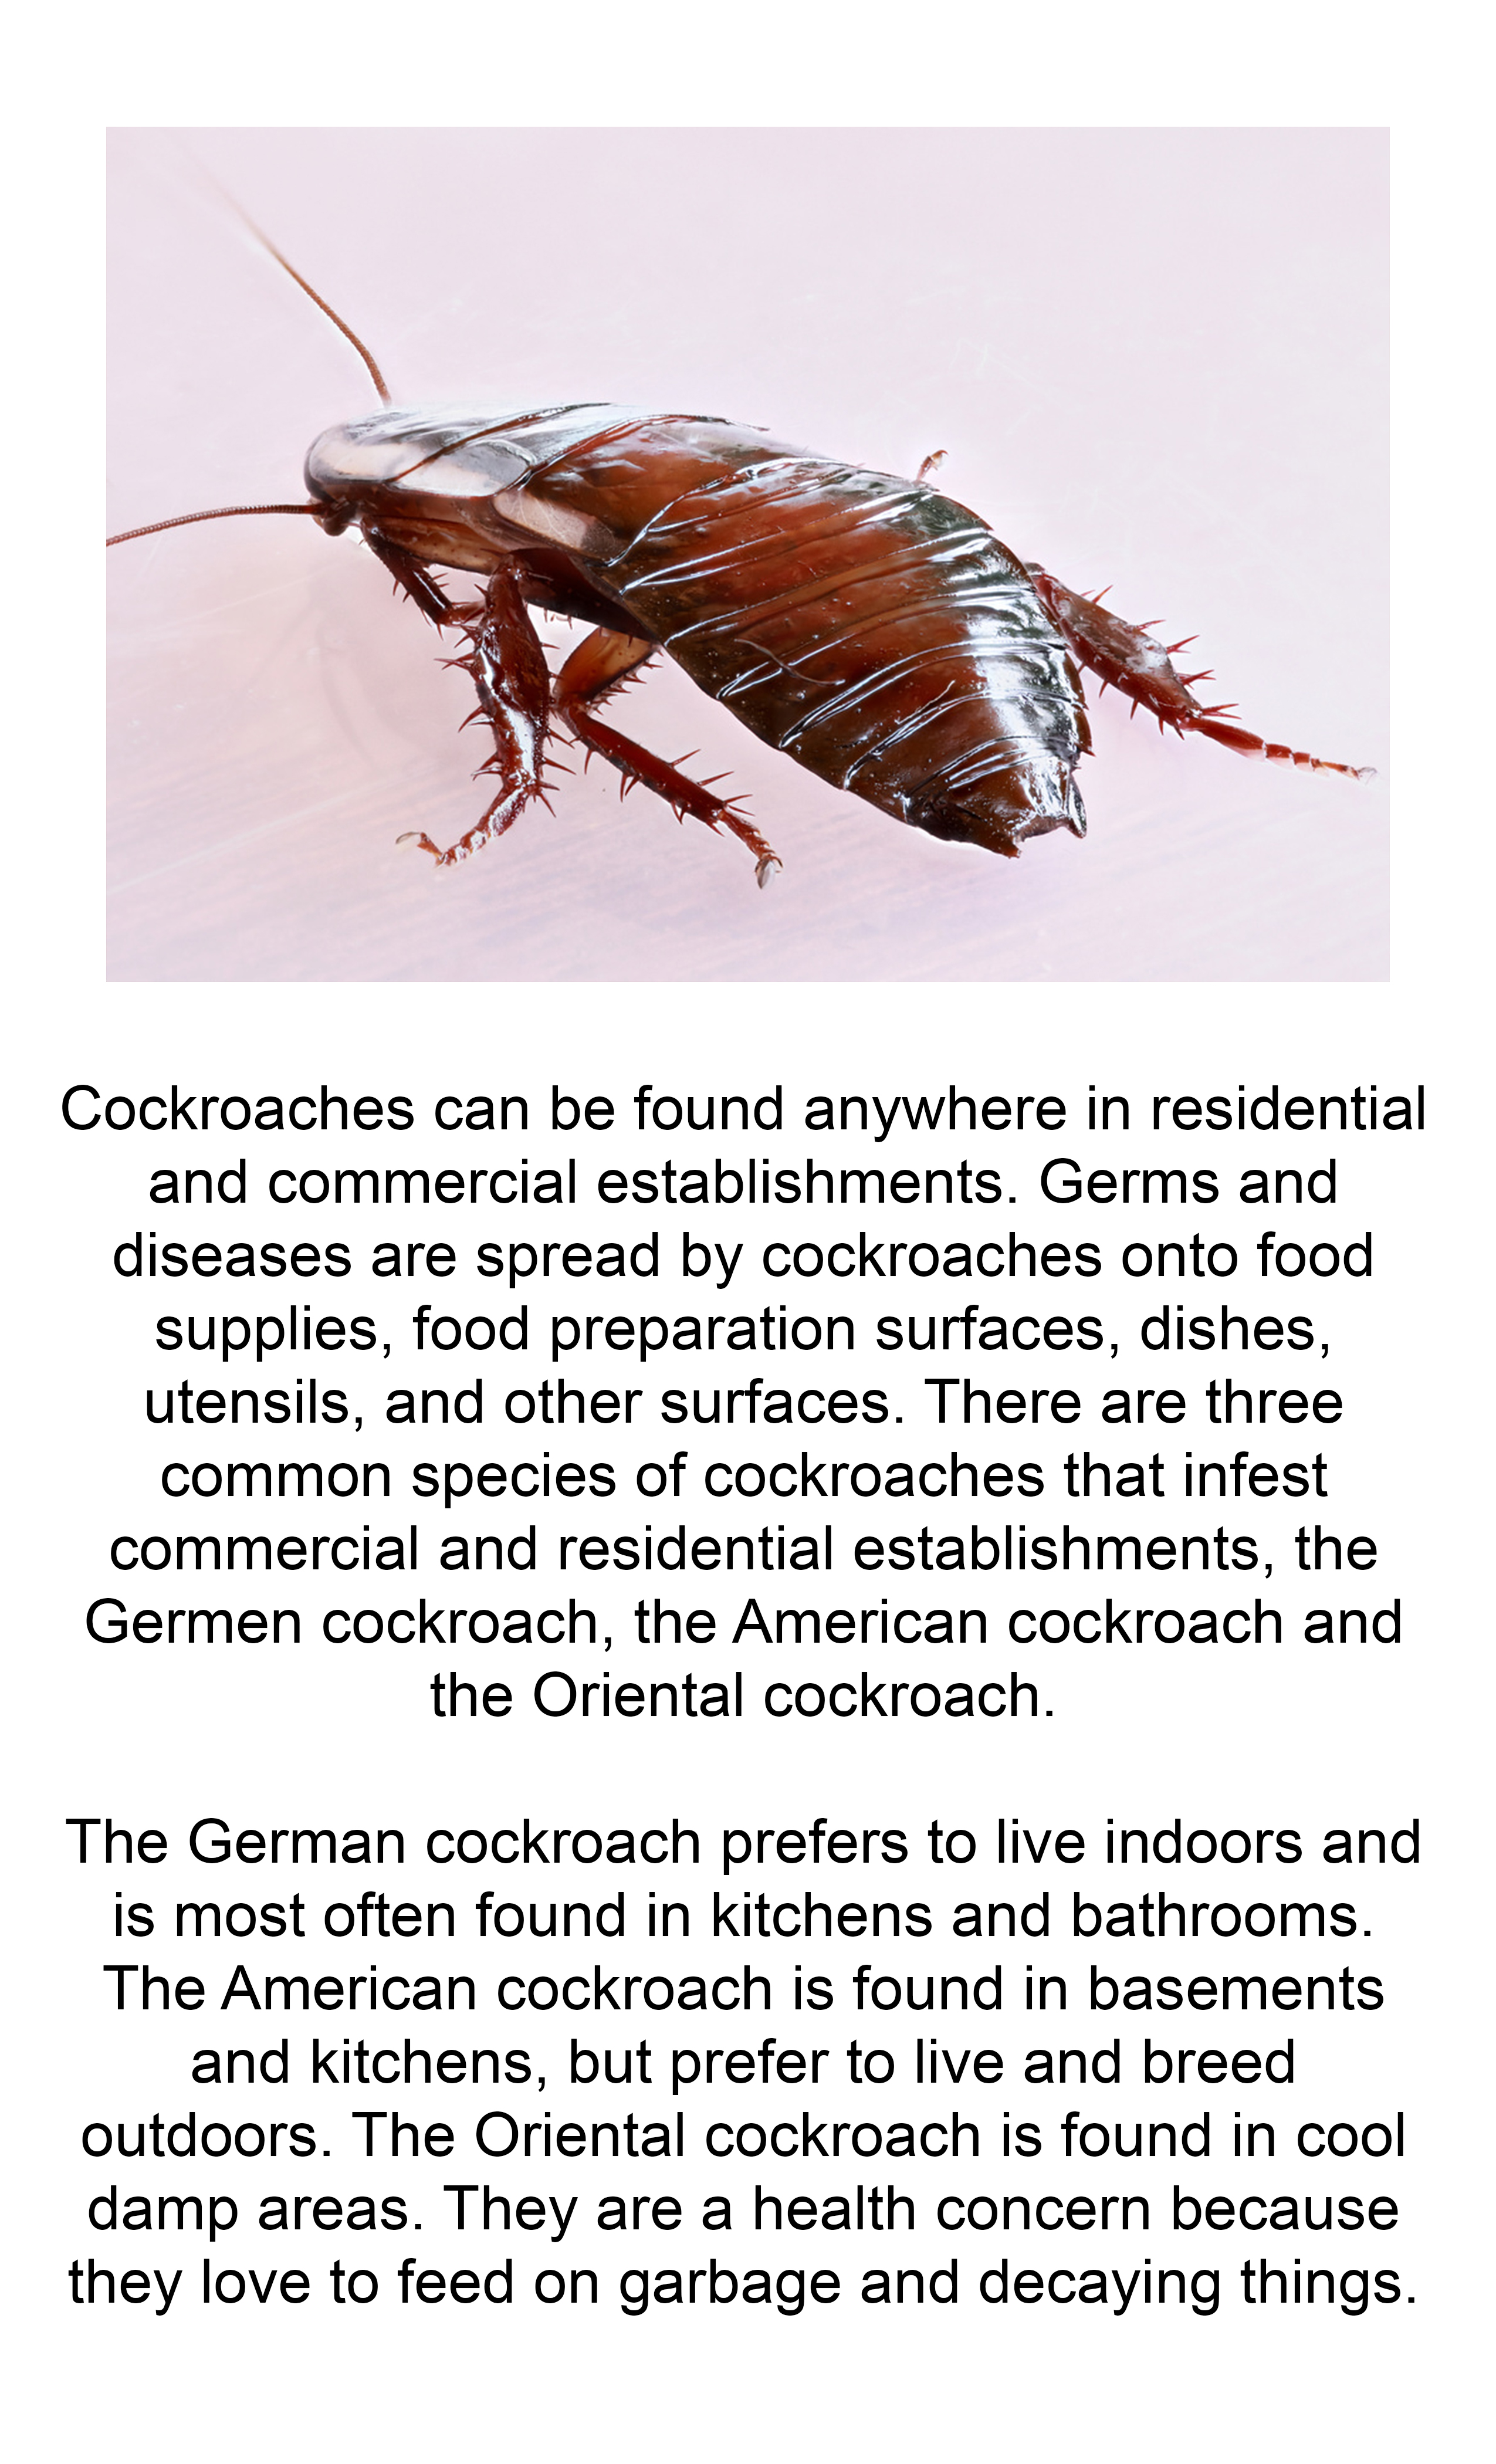 Cockroaches can be found anywhere in residential
and commercial establishments. Germs and
diseases are spread by cockroaches onto food
supplies, food preparation surfaces, dishes,
utensils, and other surfaces. There are three
common species of cockroaches that infest
commercial and residential establishments, the
Germen cockroach, the American cockroach and
the Oriental cockroach.
The German cockroach prefers to live indoors and
is most often found in kitchens and bathrooms.
The American cockroach is found in basements
and kitchens, but prefer to live and breed
outdoors. The Oriental cockroach is found in cool
damp areas. They are a health concern because
they love to feed on garbage and decaying things.